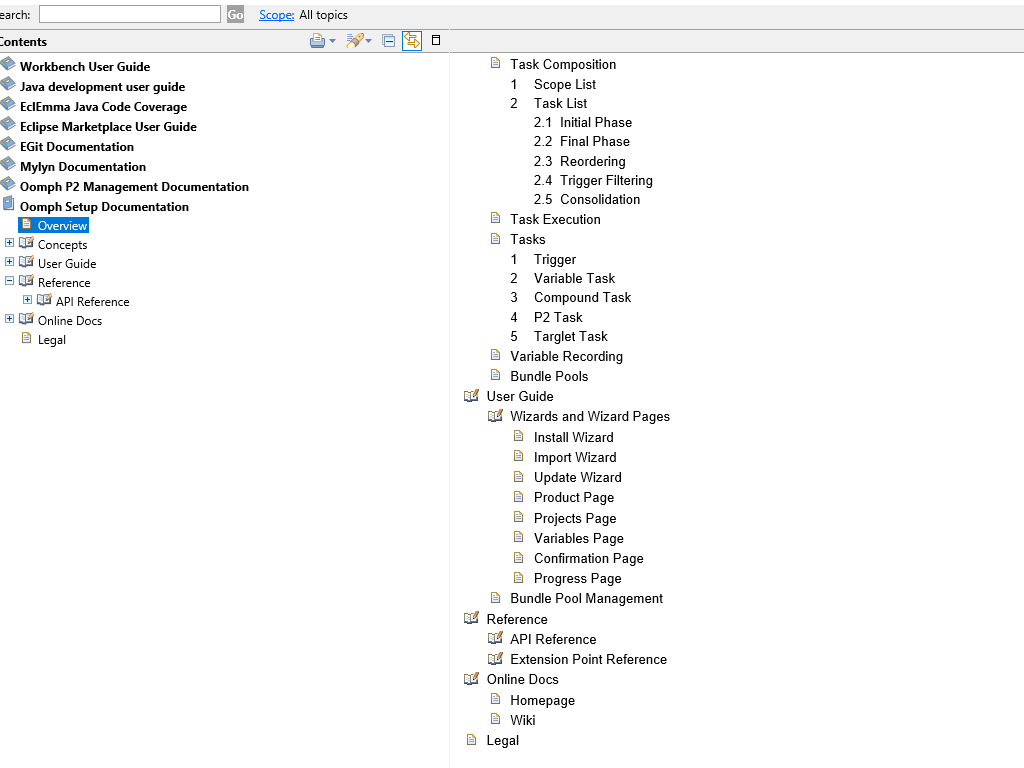 earch: Go Scope: All topics
Contents
Workbench User Guide
Java development user guide
EclEmma Java Code Coverage
Eclipse Marketplace User Guide
EGit Documentation
Mylyn Documentation
Oomph P2 Management Documentation
Oomph Setup Documentation
Overview
Concepts
User Guide
Reference
API Reference
Online Docs
Legal
Task Composition
1 Scope List
2 Task List
2.1 Initial Phase
2.2 Final Phase
2.3 Reordering
2.4 Trigger Filtering
2.5 Consolidation
Task Execution
Tasks
1 Trigger
2 Variable Task
3 Compound Task
4 P2 Task
5 Targlet Task
Variable Recording
Bundle Pools
User Guide
Wizards and Wizard Pages
Install Wizard
Import Wizard
Update Wizard
Product Page
Projects Page
Variables Page
Confirmation Page
Progress Page
Bundle Pool Management
Reference
API Reference
Extension Point Reference
Online Docs
Homepage
Wiki
Legal